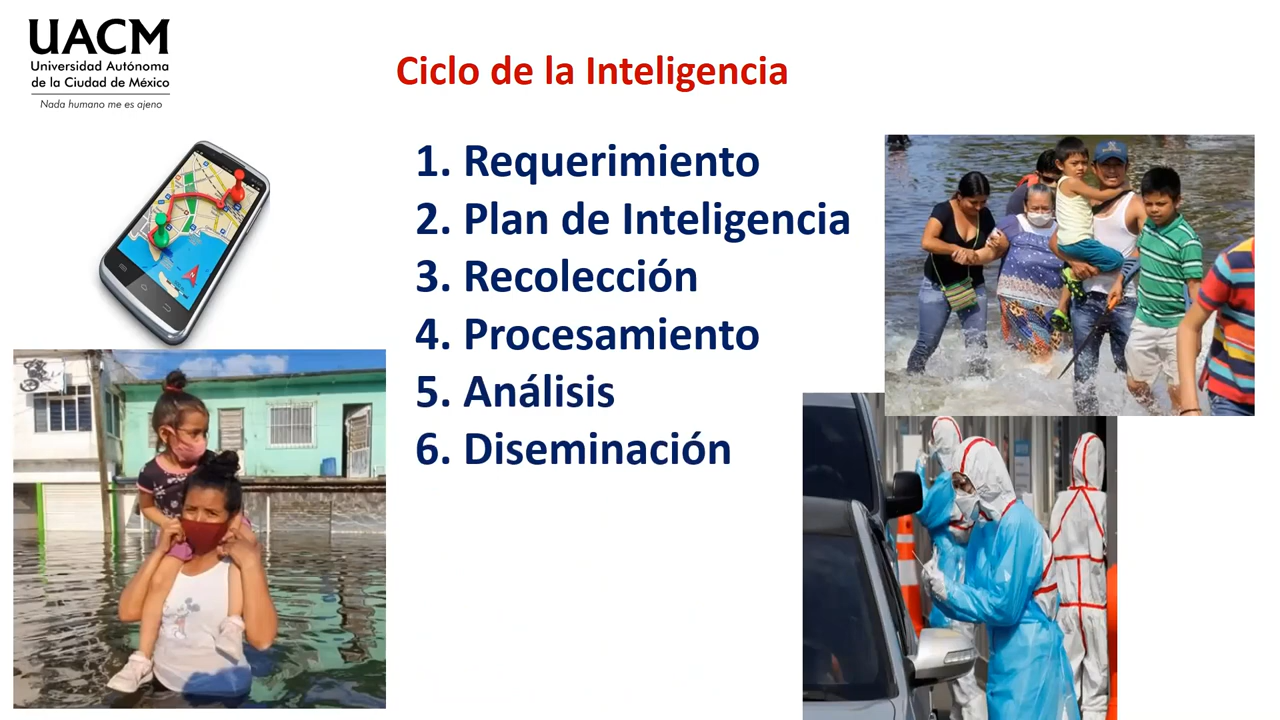 UACM
Universidad Autónoma
de la Ciudad de México
Nada humano me es ajeno
Ciclo de la Inteligencia
1. Requerimiento
2. Plan de Inteligencia
3. Recolección
4. Procesamiento
5. Análisis
6. Diseminación